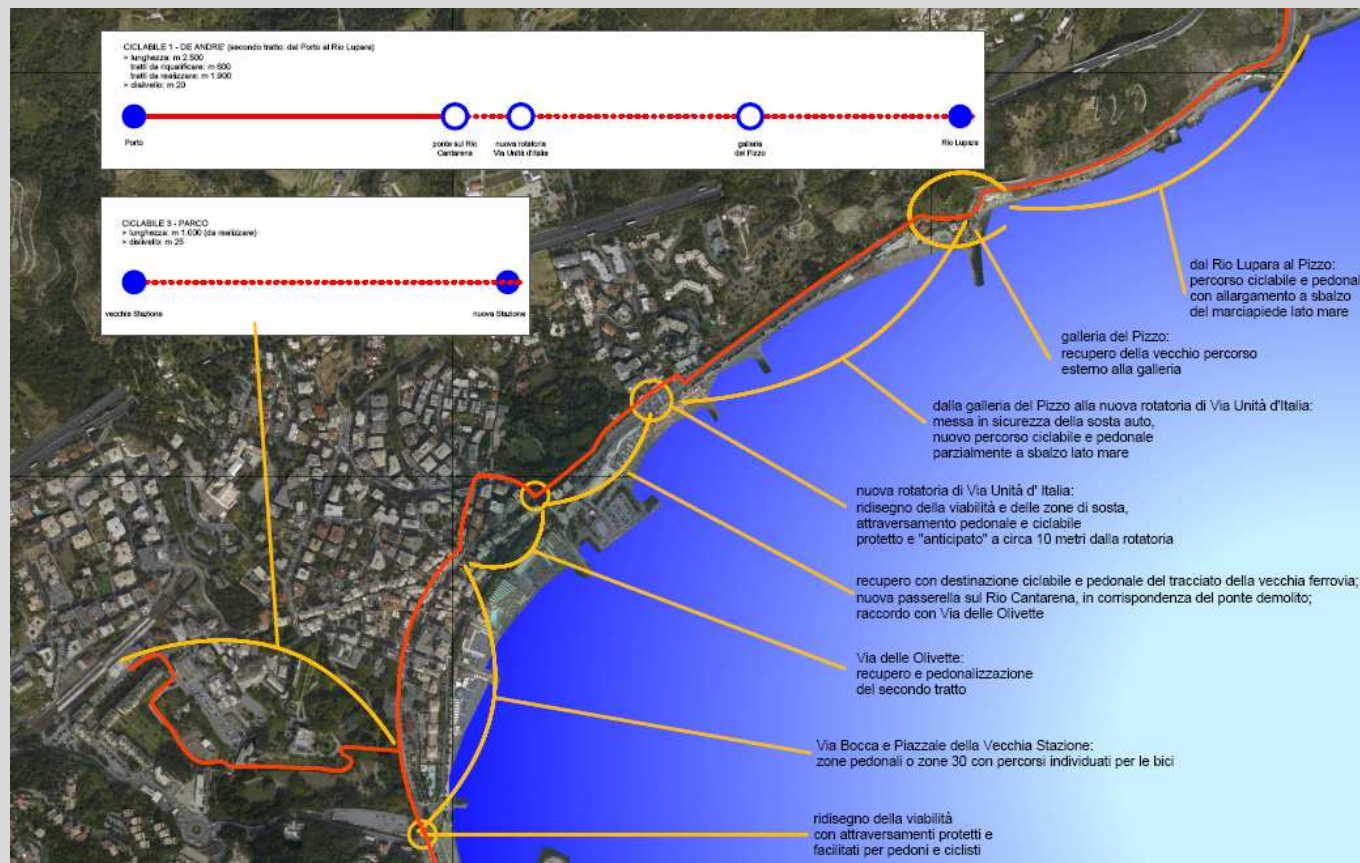 CICLABILE 1 - DE ANDRE' (secondo tratto: dal Porto al Rio Lupara)
> lunghezza: m 2.500
tratti da riqualificare: m 600
tratti da realizzare: m 1.900
> dislivello: m 20
Porto
ponte sul Rio
Cantarena
nuova rotatoria
Via Unità d'Italia
galleria
del Pizzo
Rio Lupara
CICLABILE 3 - PARCO
> lunghezza: m 1.000 (da realizzare)
> dislivello: m 25
vecchia Stazione
nuova Stazione
dal Rio Lupara al Pizzo:
percorso ciclabile e pedonal
con allargamento a sbalzo
del marciapiede lato mare
galleria del Pizzo:
recupero della vecchio percorso
esterno alla galleria
dalla galleria del Pizzo alla nuova rotatoria di Via Unità d'Italia:
messa in sicurezza della sosta auto,
nuovo percorso ciclabile e pedonale
parzialmente a sbalzo lato mare
nuova rotatoria di Via Unità d' Italia:
ridisegno della viabilità e delle zone di sosta,
attraversamento pedonale e ciclabile
protetto e "anticipato" a circa 10 metri dalla rotatoria
recupero con destinazione ciclabile e pedonale del tracciato della vecchia ferrovia;
nuova passerella sul Rio Cantarena, in corrispondenza del ponte demolito;
raccordo con Via delle Olivette
Via delle Olivette:
recupero e pedonalizzazione
del secondo tratto
Via Bocca e Piazzale della Vecchia Stazione:
zone pedonali o zone 30 con percorsi individuati per le bici
ridisegno della viabilità
con attraversamenti protetti e
facilitati per pedoni e ciclisti